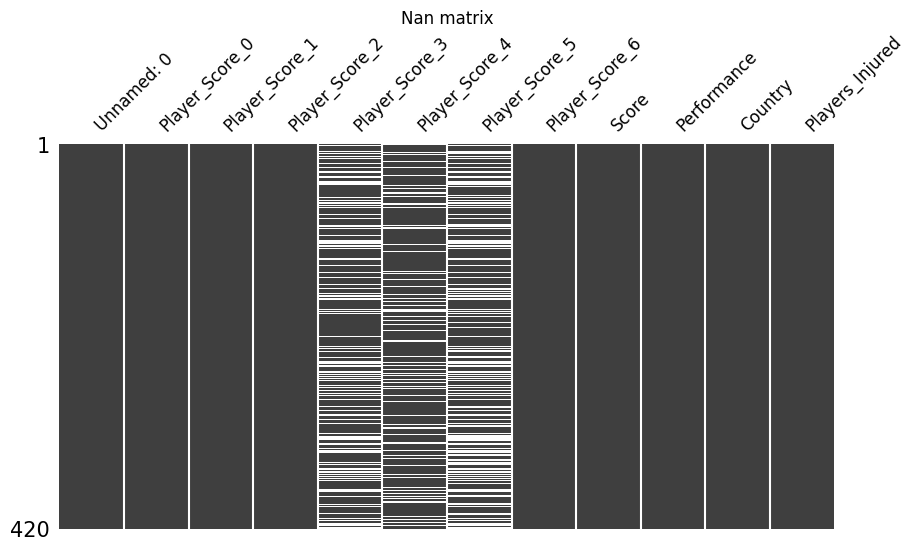 Nan matrix
Unnamed: 0
Player_Score_0
Player_Score_1
Player_Score_2
Player_Score_3
Player_Score_4
Player_Score_5
Player_Score_6
Score
Performance
Country
Players_Injured
1
420